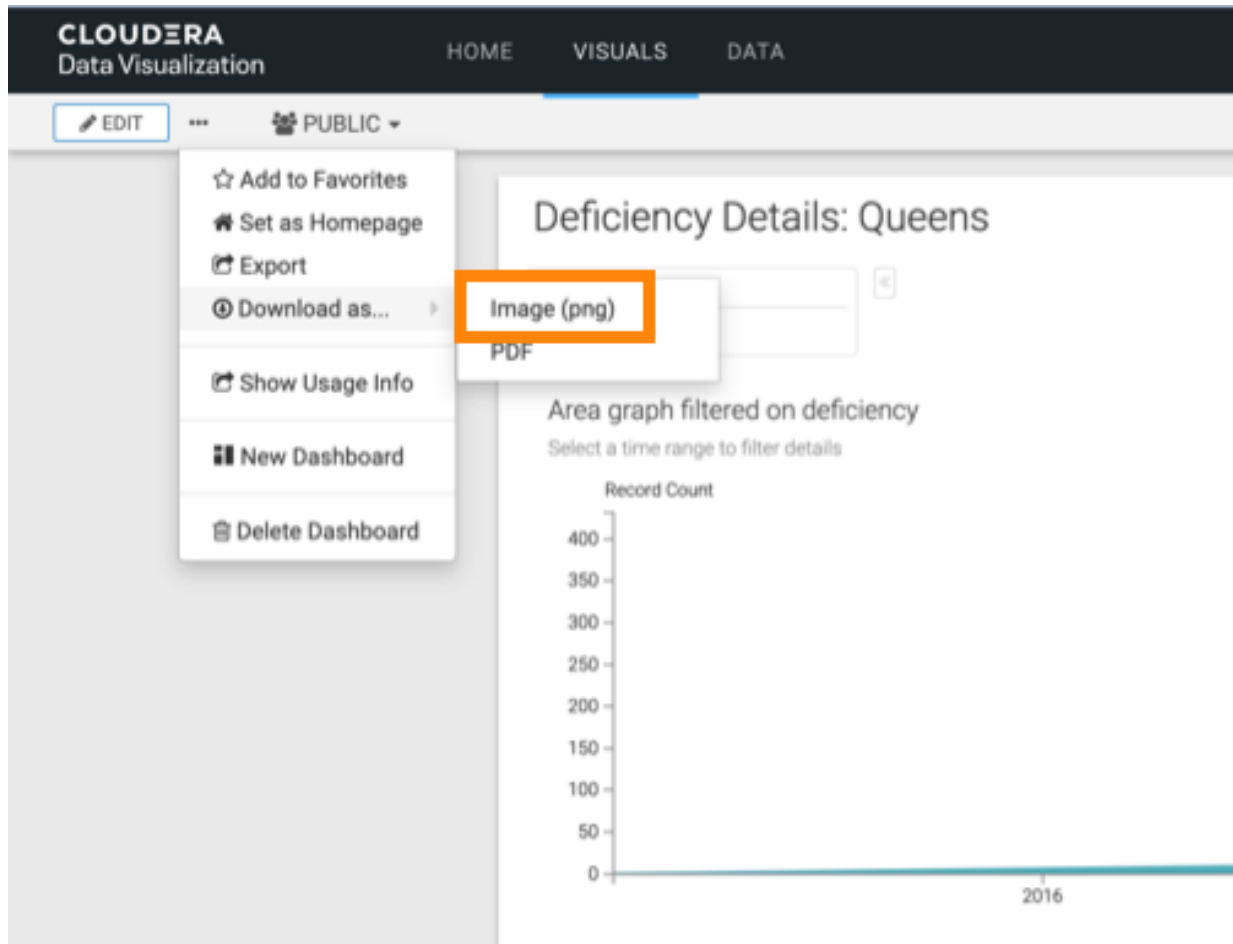 CLOUDERA
Data Visualization
HOME VISUALS DATA
EDIT ... PUBLIC
Add to Favorites
Set as Homepage
Export
Download as...
Image (png)
PDF
Show Usage Info
New Dashboard
Delete Dashboard
Deficiency Details: Queens
Area graph filtered on deficiency
Select a time range to filter details
Record Count
400
350
300
250
200
150
100
50
0
2016